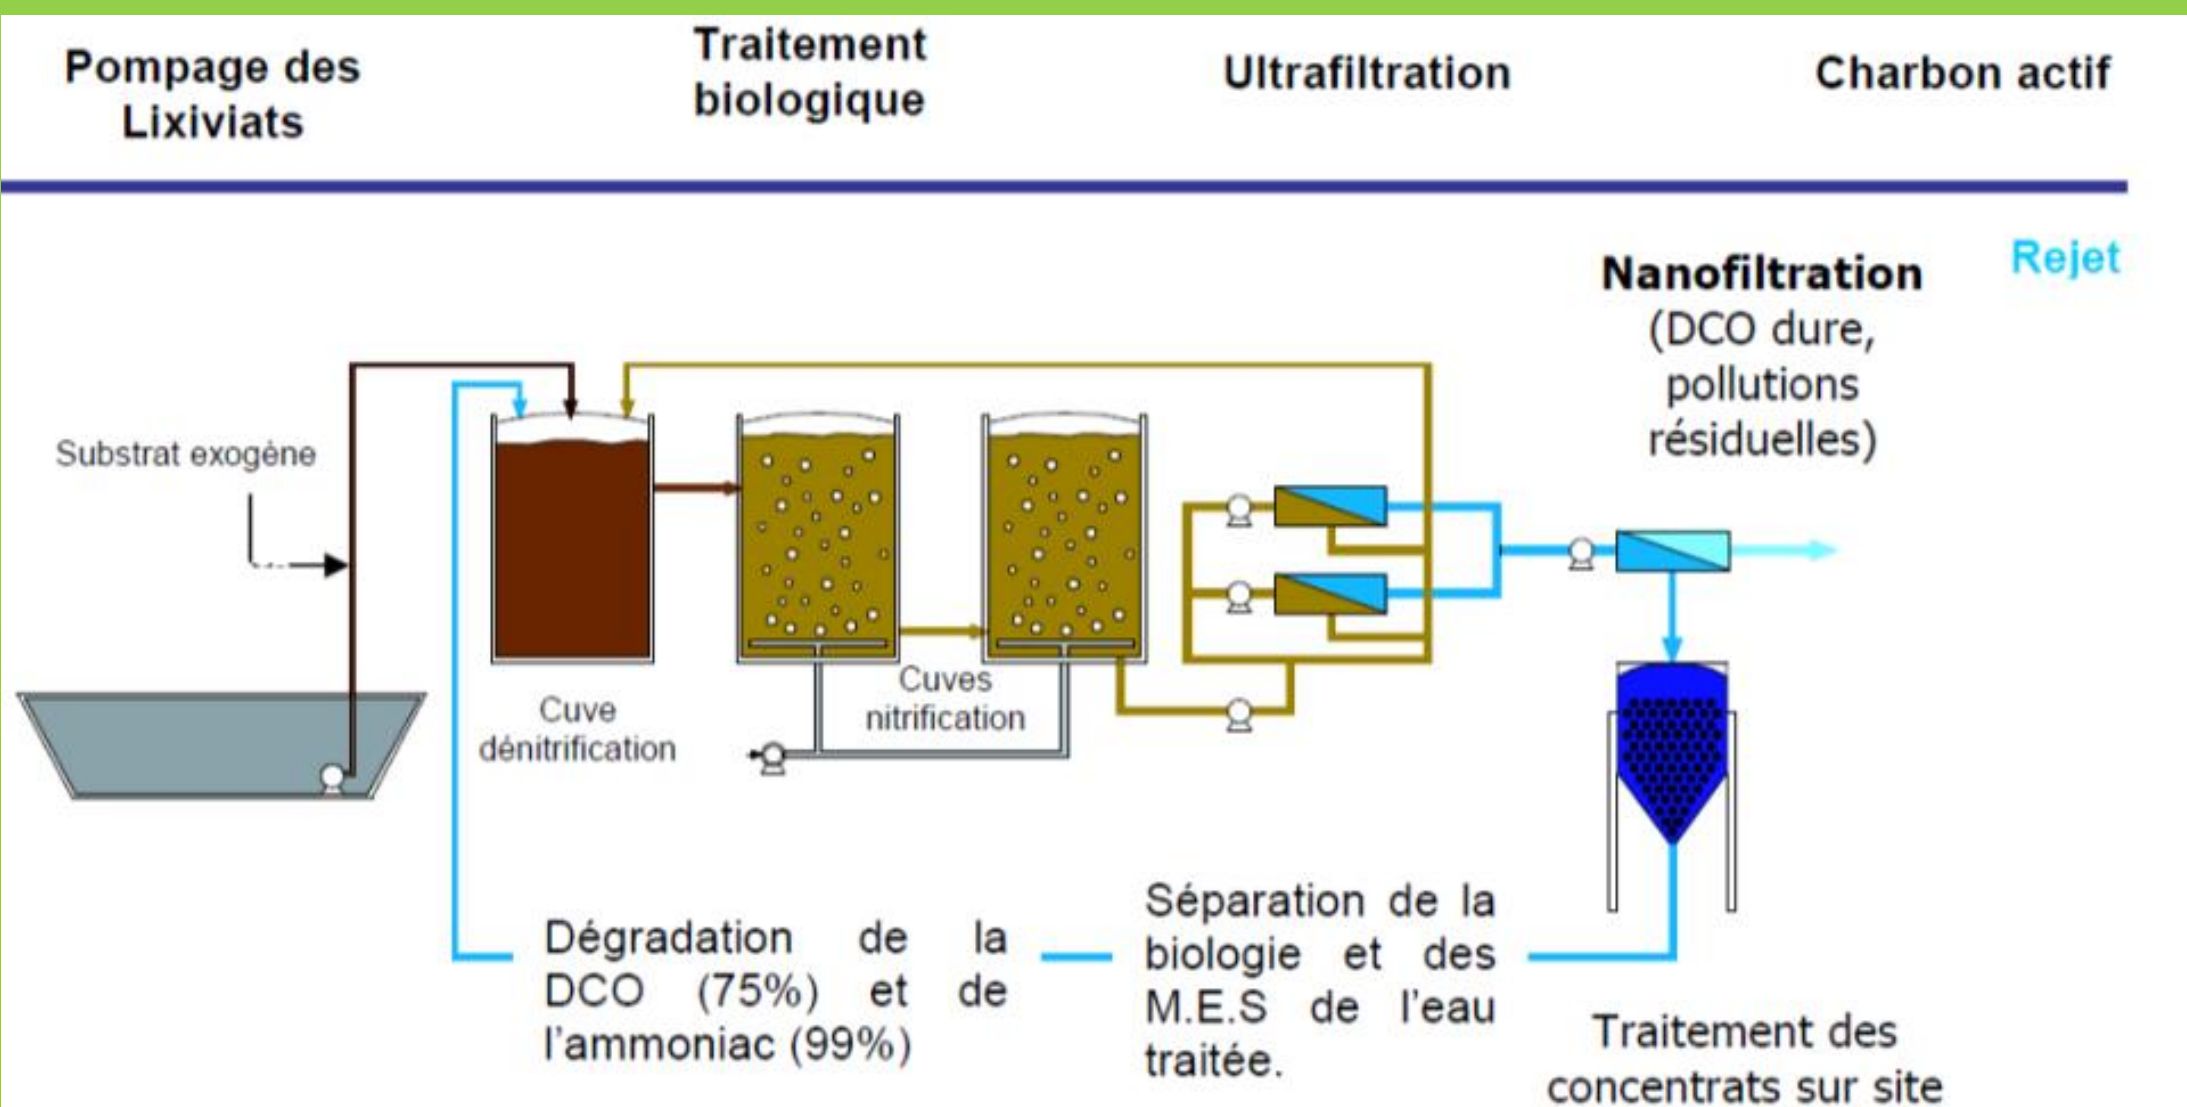 Pompage des
Lixiviats
Traitement
biologique
Ultrafiltration
Charbon actif
Rejet
Nanofiltration
(DCO dure,
pollutions
résiduelles)
Substrat exogène
Cuve
dénitrification
Cuves
nitrification
Dégradation de la
DCO (75%) et de
l'ammoniac (99%)
Séparation de la
biologie et des
M.E.S de l'eau
traitée.
Traitement des
concentrats sur site